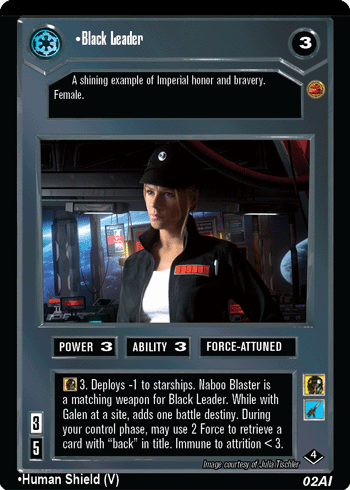 •Black Leader
3
A shining example of Imperial honor and bravery.
Female.
POWER 3
ABILITY 3
FORCE-ATTUNED
3. Deploys -1 to starships. Naboo Blaster is
a matching weapon for Black Leader. While with
Galen at a site, adds one battle destiny. During
your control phase, may use 2 Force to retrieve a
card with “back” in title. Immune to attrition < 3.
3
5
4
Image courtesy of Julia Tischler
•Human Shield (V)
02AI